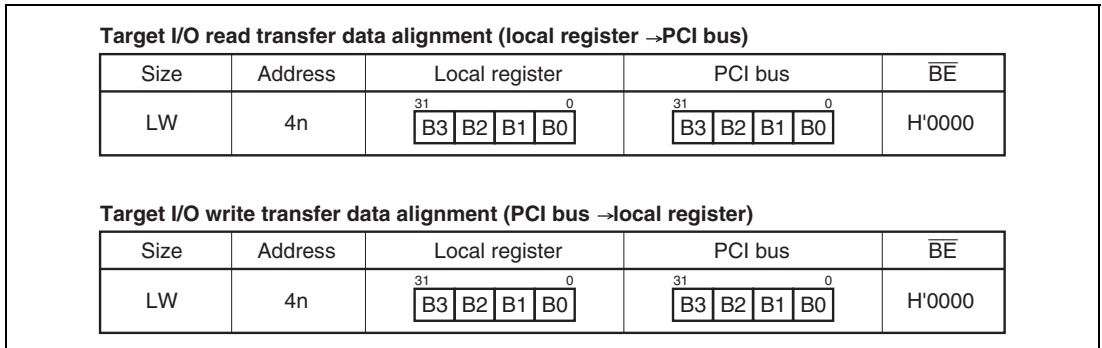 Target I/O read transfer data alignment (local register →PCI bus)
Size Address Local register PCI bus B̅E̅
31 0 31 0
LW 4n B3 B2 B1 B0 B3 B2 B1 B0 H'0000
Target I/O write transfer data alignment (PCI bus →local register)
Size Address Local register PCI bus B̅E̅
31 0 31 0
LW 4n B3 B2 B1 B0 B3 B2 B1 B0 H'0000